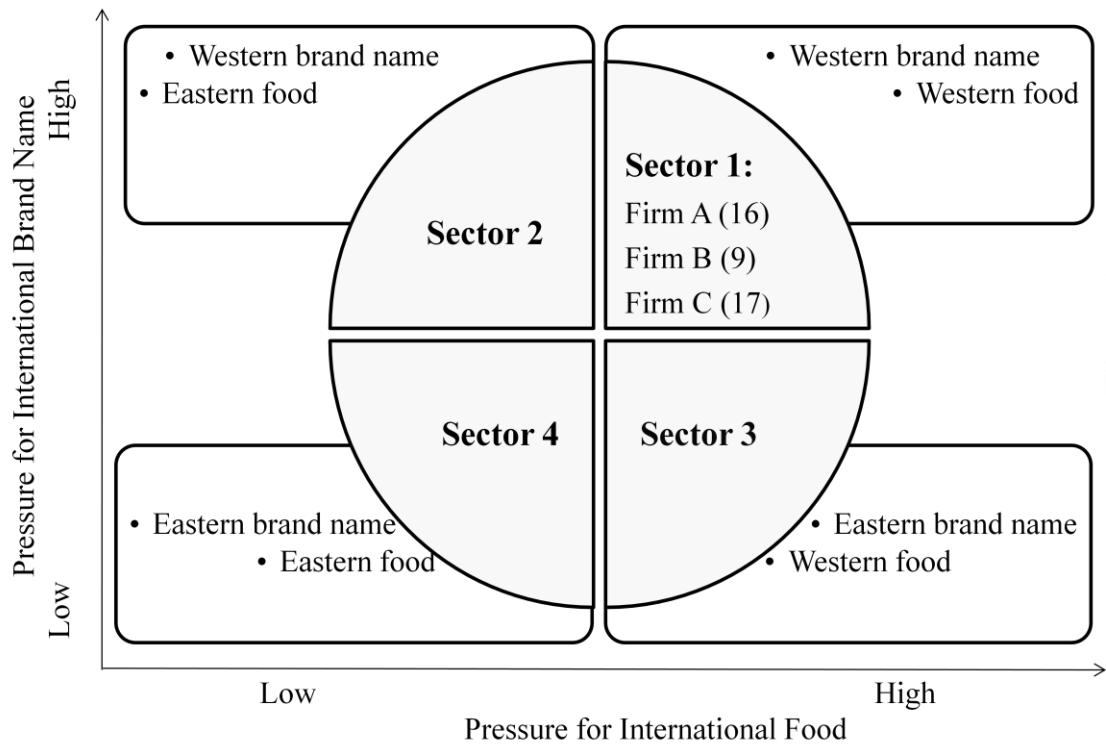 Pressure for International Brand Name
High
Low
• Western brand name
• Eastern food
• Western brand name
• Western food
Sector 2
Sector 1:
Firm A (16)
Firm B (9)
Firm C (17)
Sector 4
Sector 3
• Eastern brand name
• Eastern food
• Eastern brand name
• Western food
Low
High
Pressure for International Food